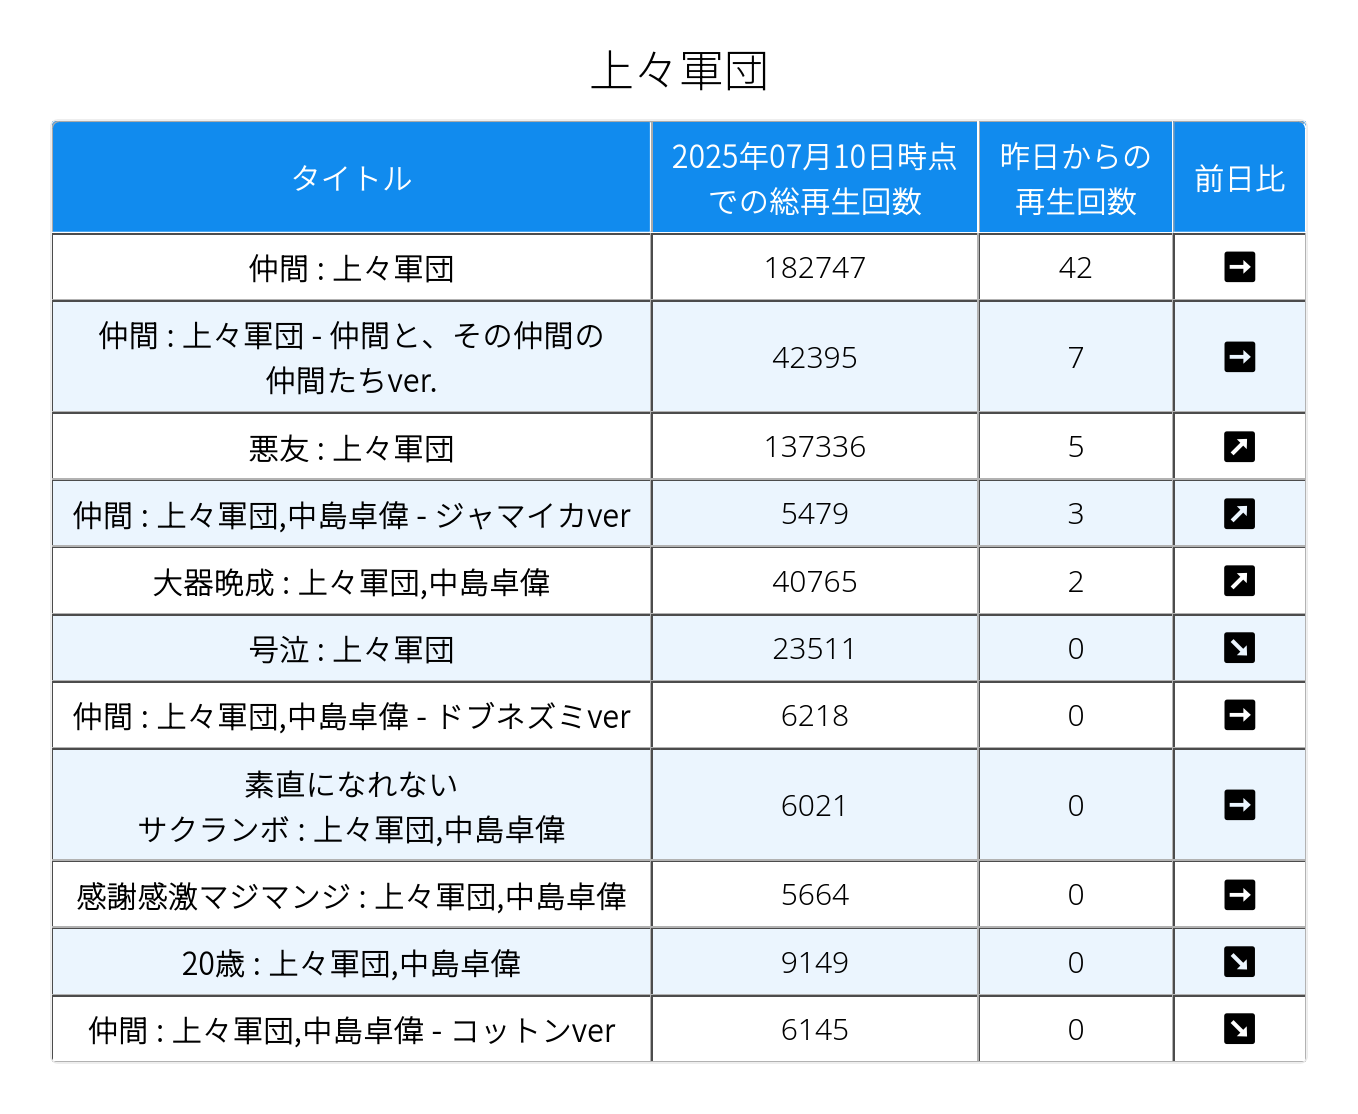 上々軍団
タイトル
2025年07月10日時点
での総再生回数
昨日からの
再生回数
前日比
仲間 : 上々軍団
182747
42
仲間 : 上々軍団 - 仲間と、その仲間の
仲間たちver.
42395
7
悪友 : 上々軍団
137336
5
仲間 : 上々軍団,中島卓偉 - ジャマイカver
5479
3
大器晩成 : 上々軍団,中島卓偉
40765
2
号泣 : 上々軍団
23511
0
仲間 : 上々軍団,中島卓偉 - ドブネズミver
6218
0
素直になれない
サクランボ : 上々軍団,中島卓偉
6021
0
感謝感激マジマンジ : 上々軍団,中島卓偉
5664
0
20歳 : 上々軍団,中島卓偉
9149
0
仲間 : 上々軍団,中島卓偉 - コットンver
6145
0